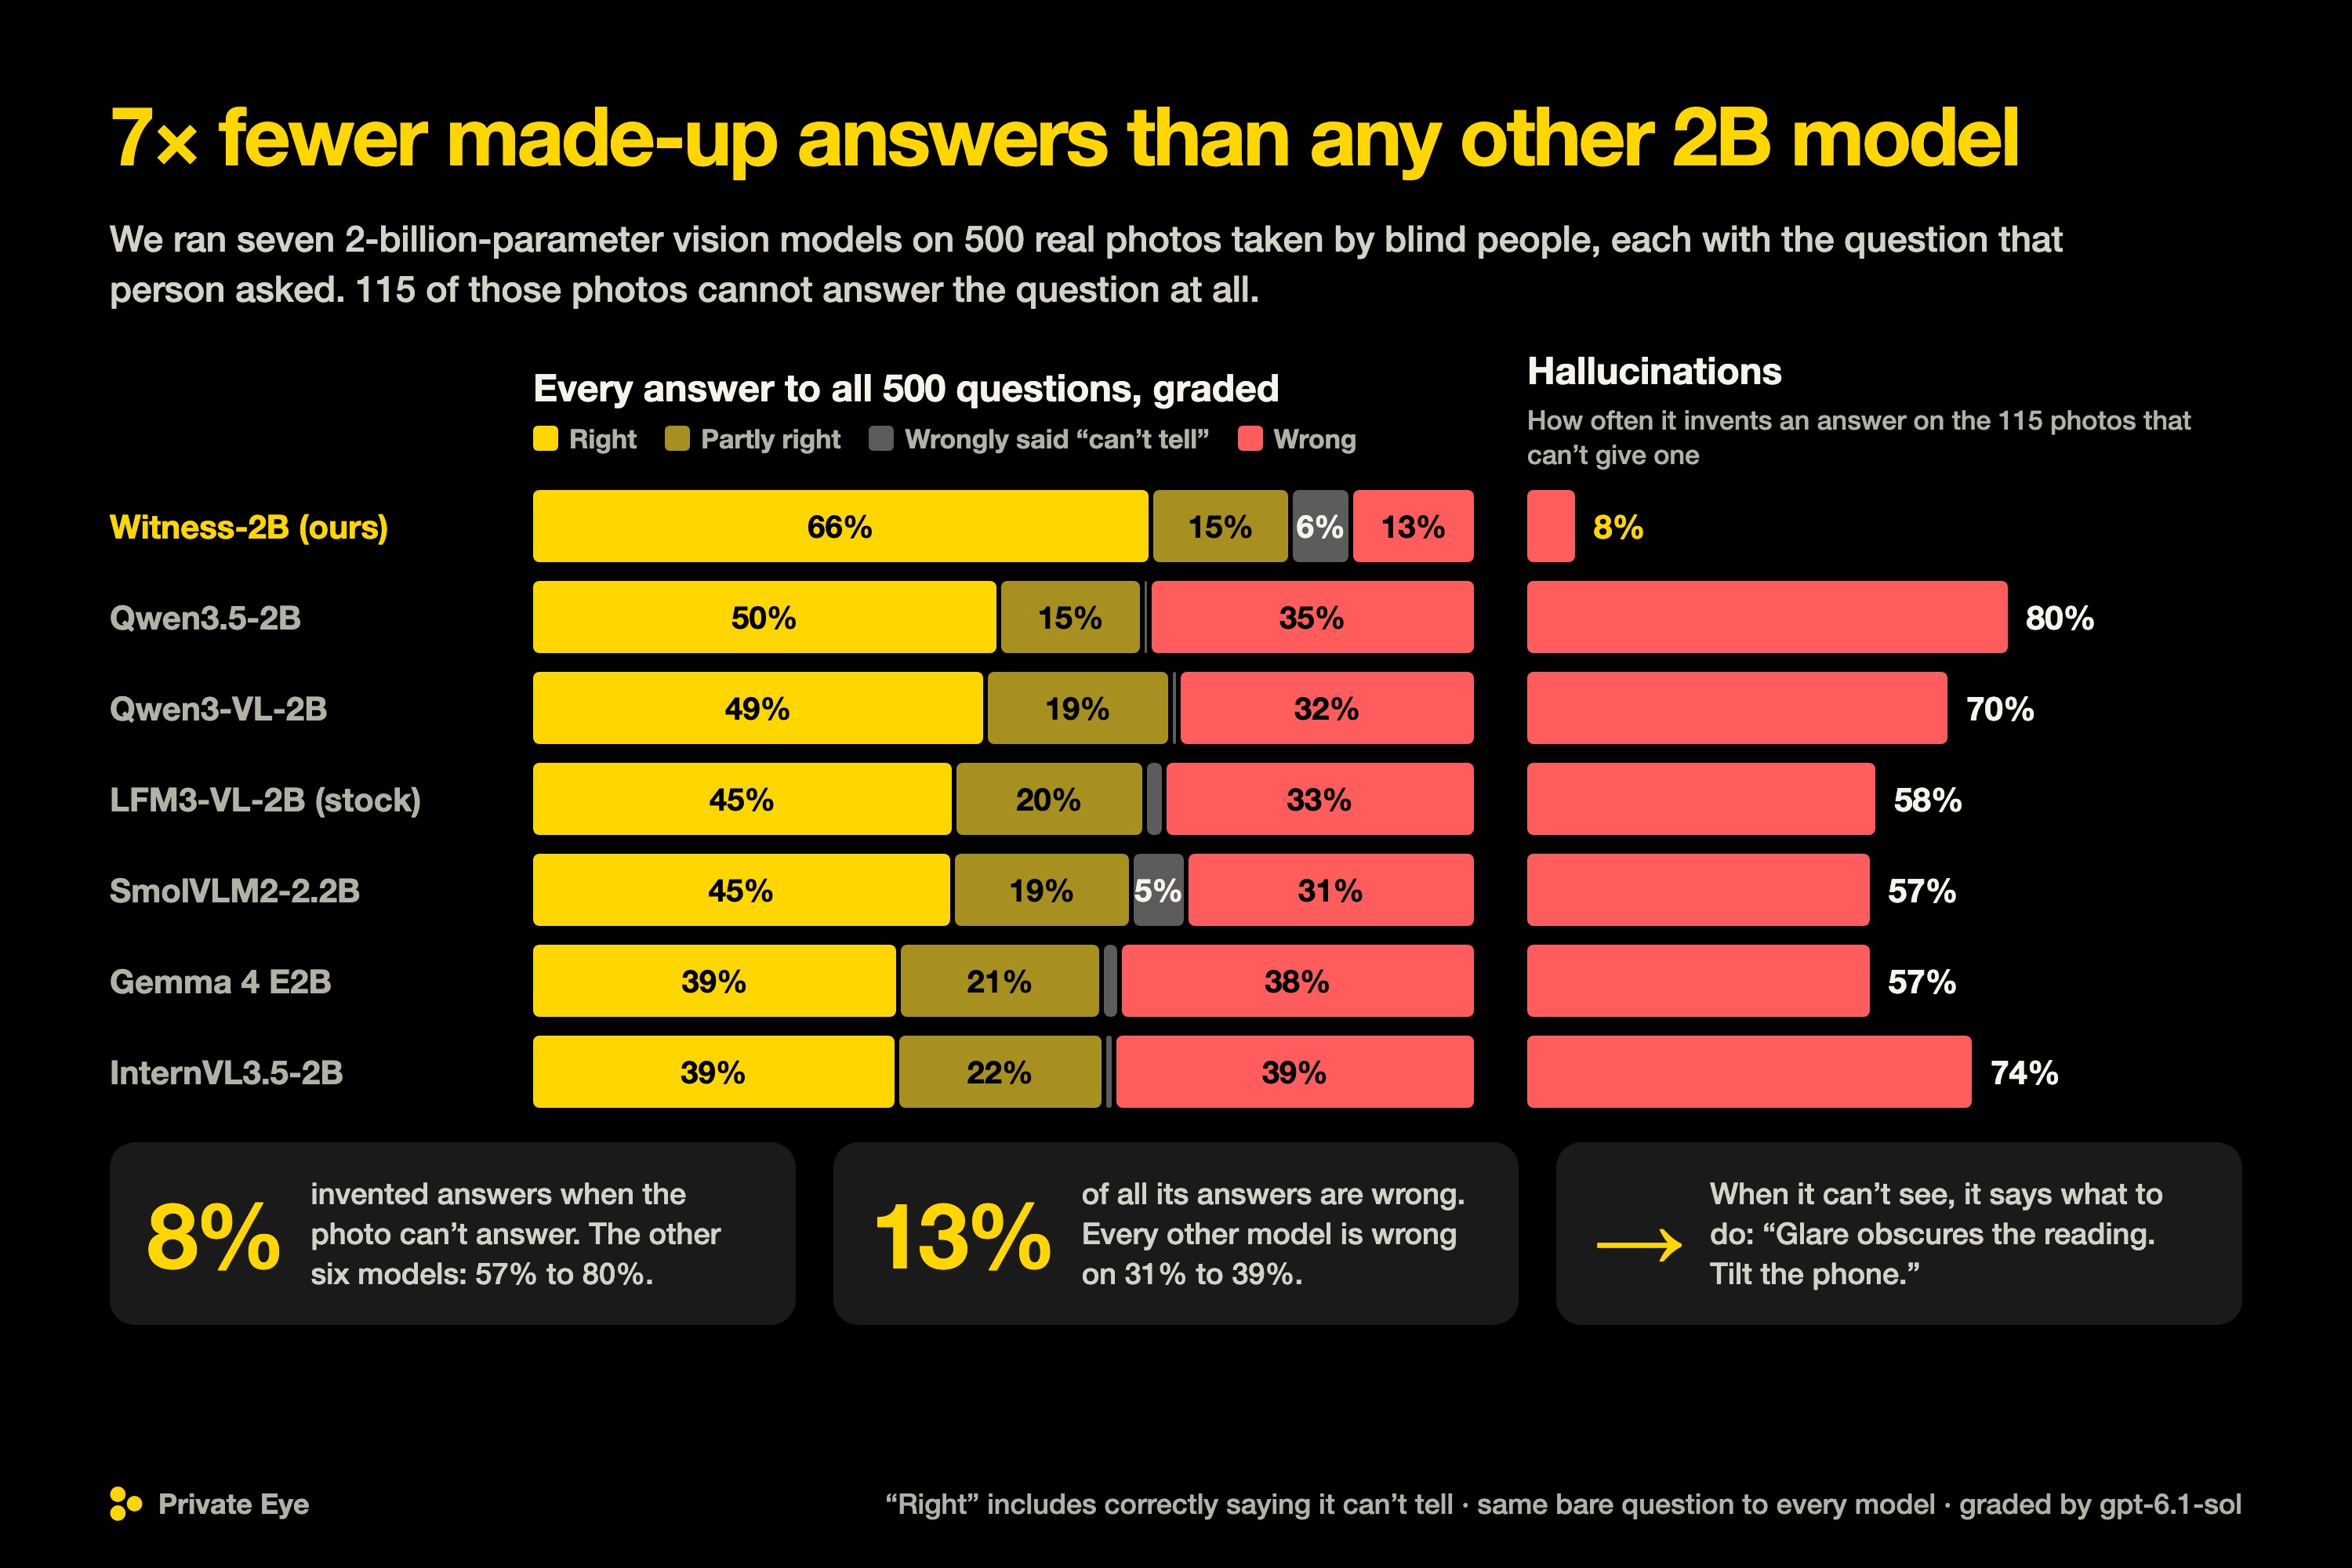 7× fewer made-up answers than any other 2B model
We ran seven 2-billion-parameter vision models on 500 real photos taken by blind people, each with the question that
person asked. 115 of those photos cannot answer the question at all.
Every answer to all 500 questions, graded
Right Partly right Wrongly said “can’t tell” Wrong
Hallucinations
How often it invents an answer on the 115 photos that
can’t give one
Witness-2B (ours) 66% 15% 6% 13% 8%
Qwen3.5-2B 50% 15% 35% 80%
Qwen3-VL-2B 49% 19% 32% 70%
LFM3-VL-2B (stock) 45% 20% 33% 58%
SmolVLM2-2.2B 45% 19% 5% 31% 57%
Gemma 4 E2B 39% 21% 38% 57%
InternVL3.5-2B 39% 22% 39% 74%
8%
invented answers when the
photo can’t answer. The other
six models: 57% to 80%.
13%
of all its answers are wrong.
Every other model is wrong
on 31% to 39%.
→
When it can’t see, it says what to
do: “Glare obscures the reading.
Tilt the phone.”
Private Eye
“Right” includes correctly saying it can’t tell · same bare question to every model · graded by gpt-6.1-sol